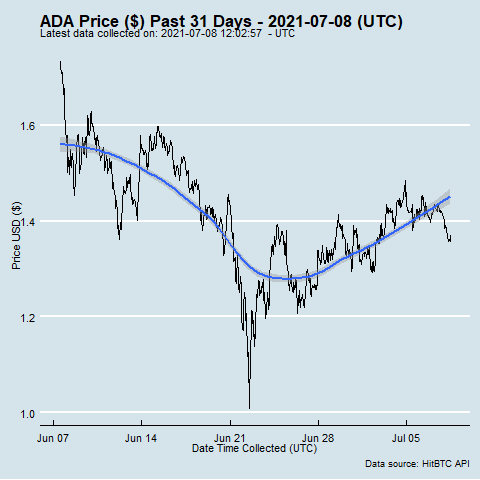 ADA Price ($) Past 31 Days - 2021-07-08 (UTC)
Latest data collected on: 2021-07-08 12:02:57  - UTC
Price USD ($)
1.6
1.4
1.2
1.0
Jun 07
Jun 14
Jun 21
Jun 28
Jul 05
Date Time Collected (UTC)
Data source: HitBTC API